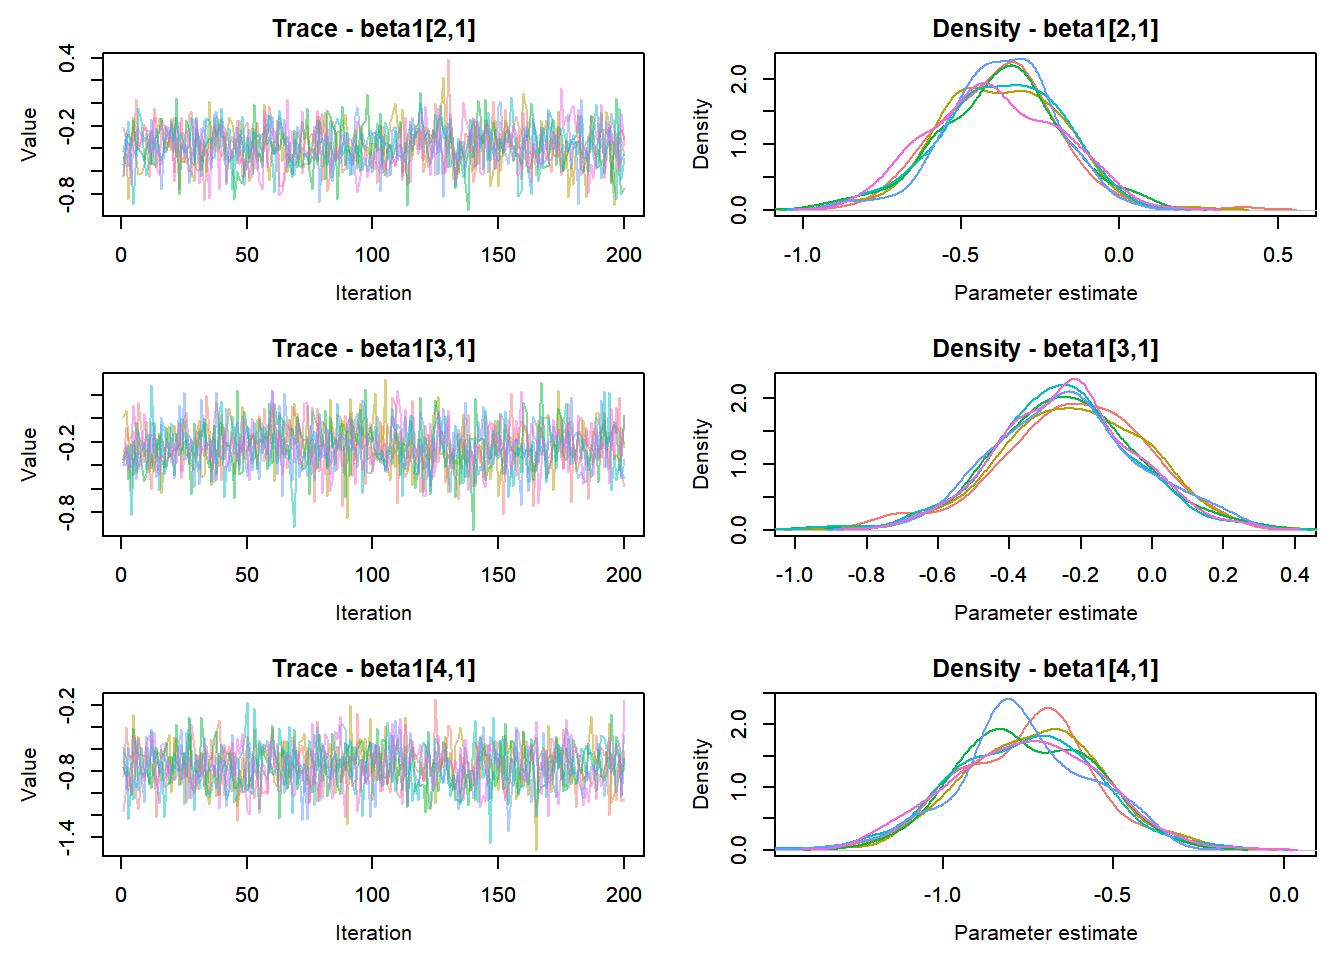 Trace - beta1[2,1]
Value
0.4
-0.2
-0.8
0 50 100 150 200
Iteration
Density - beta1[2,1]
Density
2.0
1.0
0.0
-1.0 -0.5 0.0 0.5
Parameter estimate
Trace - beta1[3,1]
Value
-0.2
-0.8
0 50 100 150 200
Iteration
Density - beta1[3,1]
Density
2.0
1.0
0.0
-1.0 -0.8 -0.6 -0.4 -0.2 0.0 0.2 0.4
Parameter estimate
Trace - beta1[4,1]
Value
-0.2
-0.8
-1.4
0 50 100 150 200
Iteration
Density - beta1[4,1]
Density
2.0
1.0
0.0
-1.0 -0.5 0.0
Parameter estimate